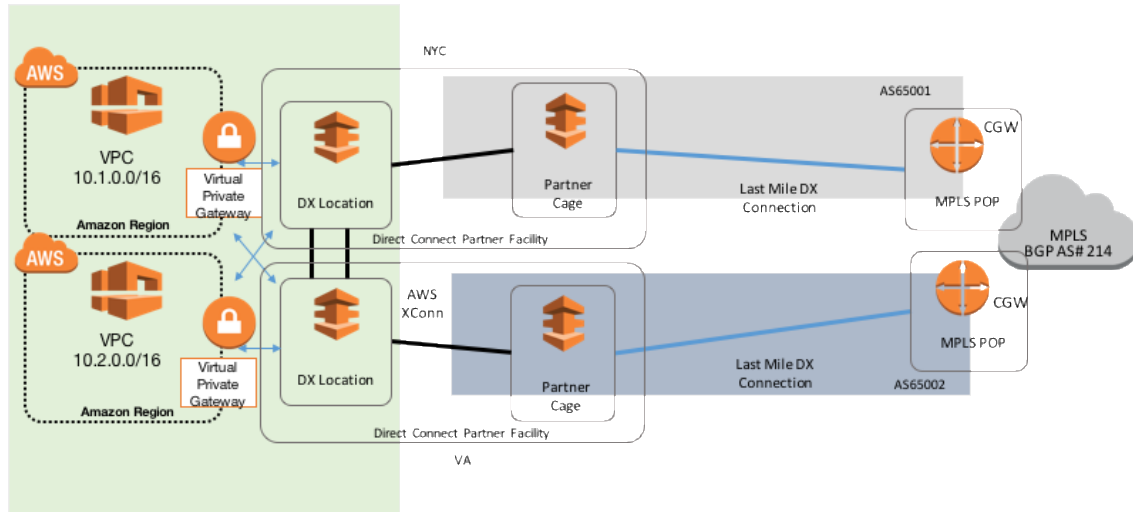 NYC
AWS
VPC
10.1.0.0/16
Amazon Region
Virtual
Private
Gateway
DX Location
Partner
Cage
Direct Connect Partner Facility
Last Mile DX
Connection
AS65001
CGW
MPLS POP
MPLS
BGP AS# 214
AWS
VPC
10.2.0.0/16
Amazon Region
Virtual
Private
Gateway
DX Location
AWS
XConn
Partner
Cage
Direct Connect Partner Facility
VA
Last Mile DX
Connection
AS65002
CGW
MPLS POP